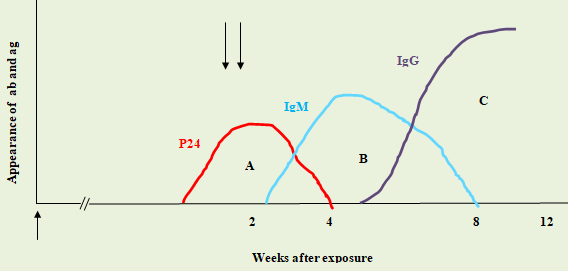 Appearance of ab and ag
IgG
IgM
C
P24
A
B
2
4
8
12
Weeks after exposure